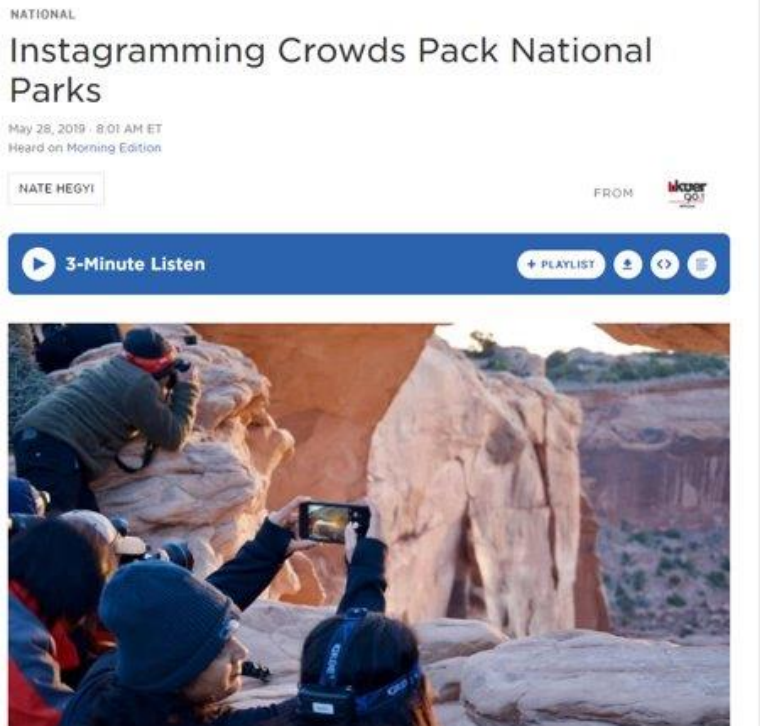 NATIONAL
Instagramming Crowds Pack National
Parks
May 28, 2019 · 8:01 AM ET
Heard on Morning Edition
NATE HEGYI
FROM
kuer
90.1
3-Minute Listen
+ PLAYLIST